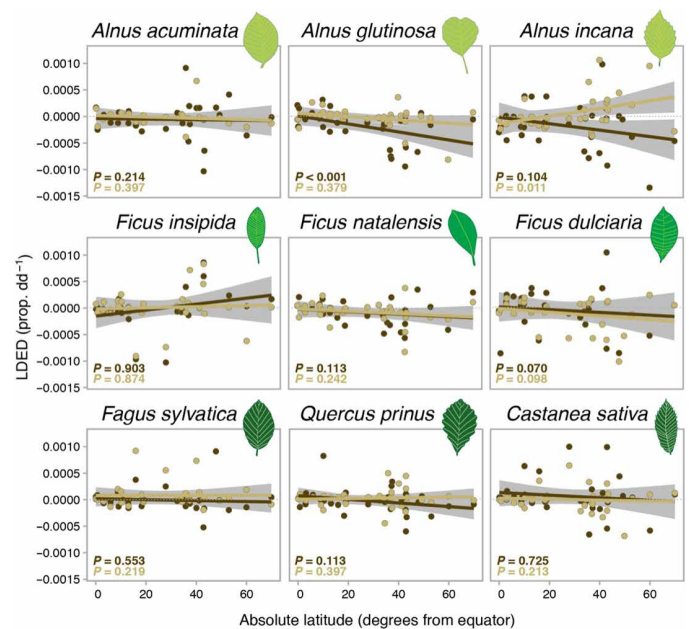 Alnus acuminata Alnus glutinosa Alnus incana
0.0010
0.0005
0.0000
−0.0005
−0.0010
−0.0015
P = 0.214 P < 0.001 P = 0.104
P = 0.397 P = 0.379 P = 0.011
Ficus insipida Ficus natalensis Ficus dulciaria
LDED (prop. dd⁻¹)
0.0010
0.0005
0.0000
−0.0005
−0.0010
−0.0015
P = 0.903 P = 0.113 P = 0.070
P = 0.874 P = 0.242 P = 0.098
Fagus sylvatica Quercus prinus Castanea sativa
0.0010
0.0005
0.0000
−0.0005
−0.0010
−0.0015
P = 0.553 P = 0.113 P = 0.725
P = 0.219 P = 0.397 P = 0.213
0 20 40 60 0 20 40 60 0 20 40 60
Absolute latitude (degrees from equator)